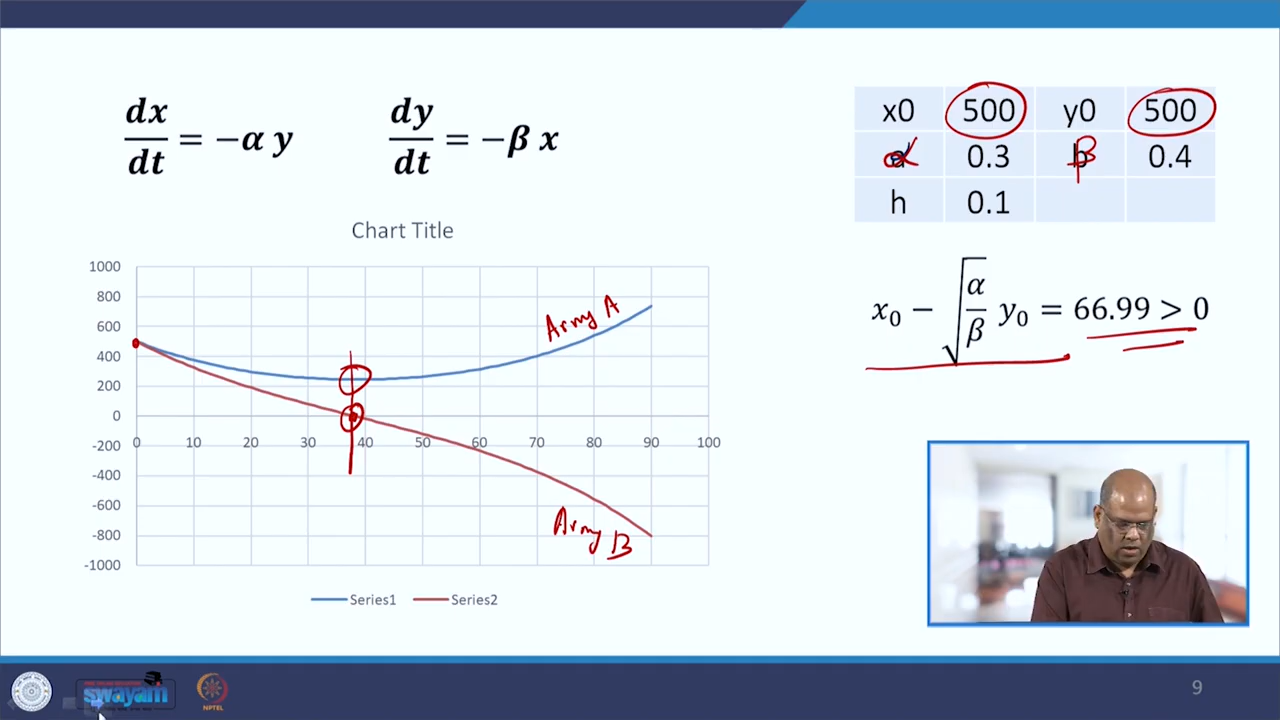 dx/dt = −α y dy/dt = −β x
x0 500 y0 500
α 0.3 β 0.4
h 0.1
x₀ − √(α/β) y₀ = 66.99 > 0
Chart Title
1000
800
600
400
200
0
-200
-400
-600
-800
-1000
0 10 20 30 40 50 60 70 80 90 100
Army A
Army B
Series1 Series2
swayam
NPTEL
9